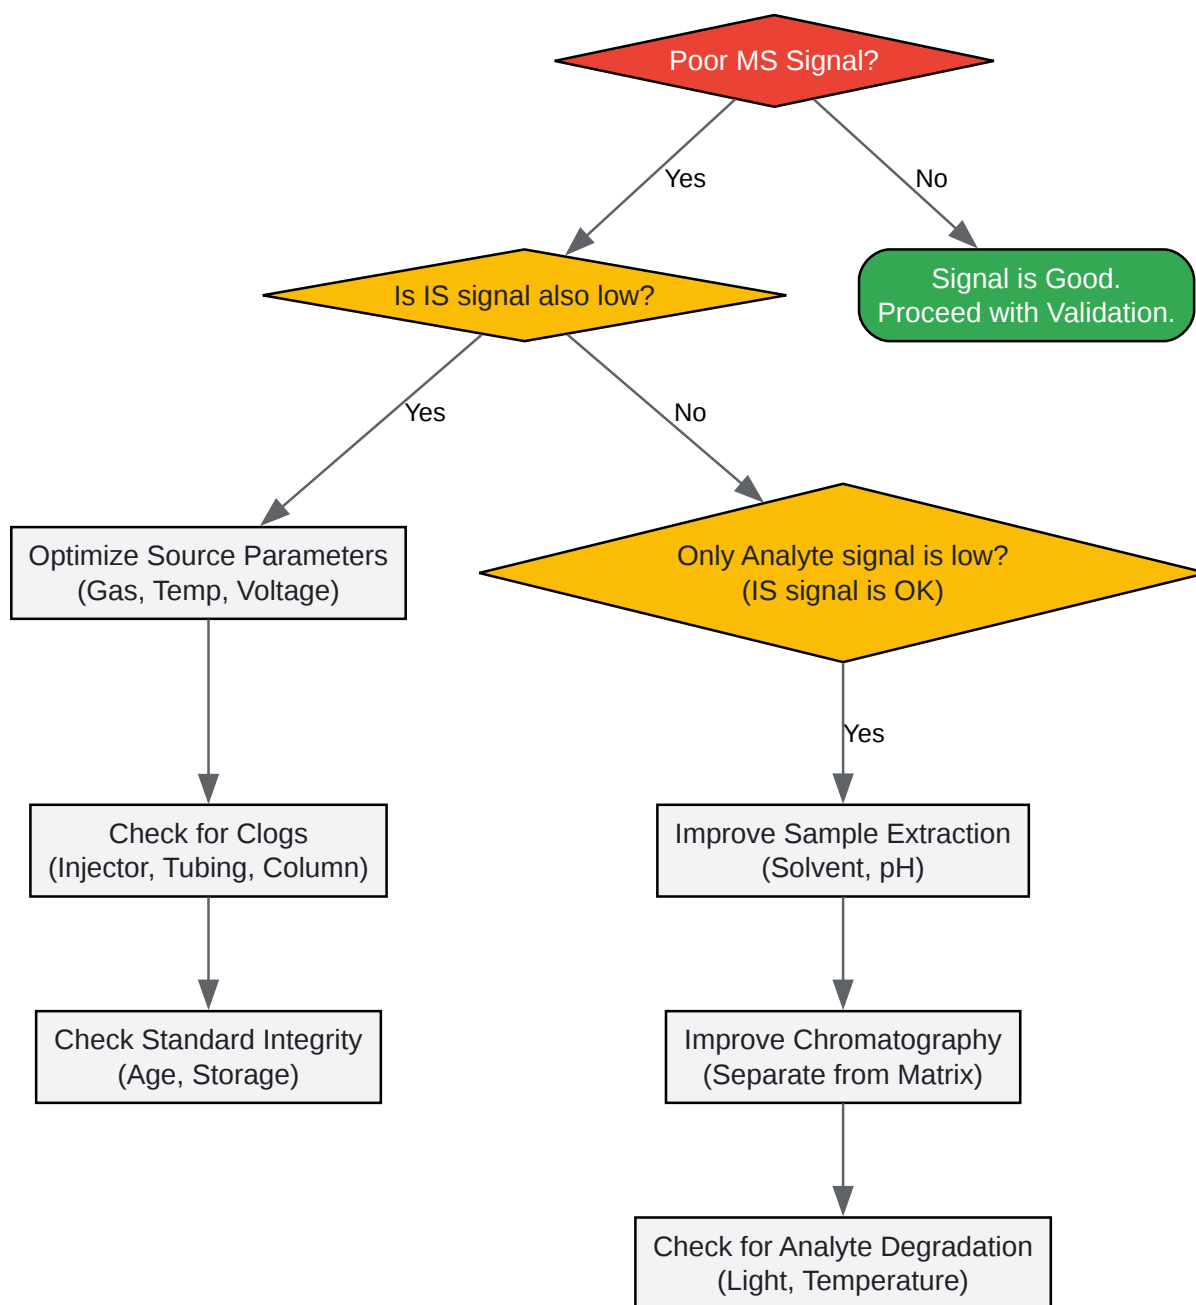 Poor MS Signal?
Yes
No
Is IS signal also low?
Signal is Good.
Proceed with Validation.
Yes
No
Optimize Source Parameters
(Gas, Temp, Voltage)
Only Analyte signal is low?
(IS signal is OK)
Yes
Check for Clogs
(Injector, Tubing, Column)
Improve Sample Extraction
(Solvent, pH)
Check Standard Integrity
(Age, Storage)
Improve Chromatography
(Separate from Matrix)
Check for Analyte Degradation
(Light, Temperature)